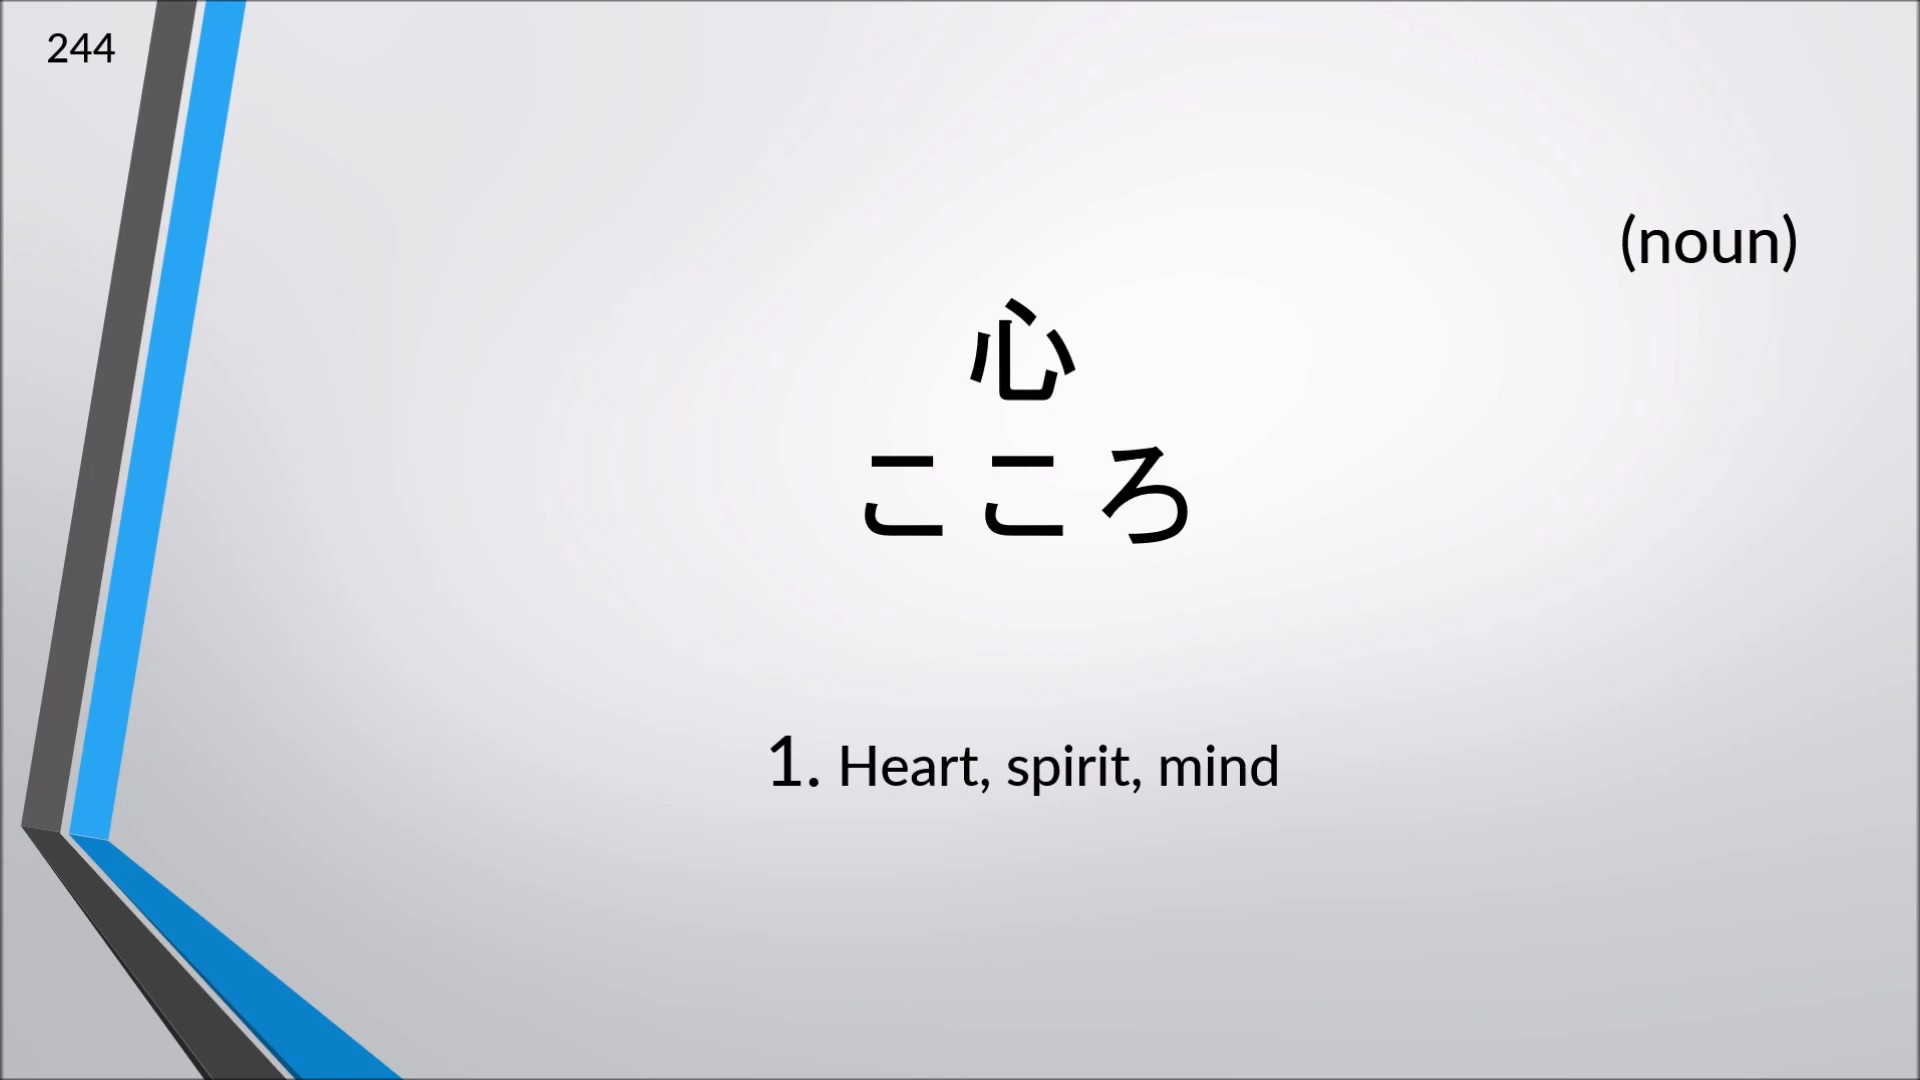 244
(noun)
心
こころ
1. Heart, spirit, mind